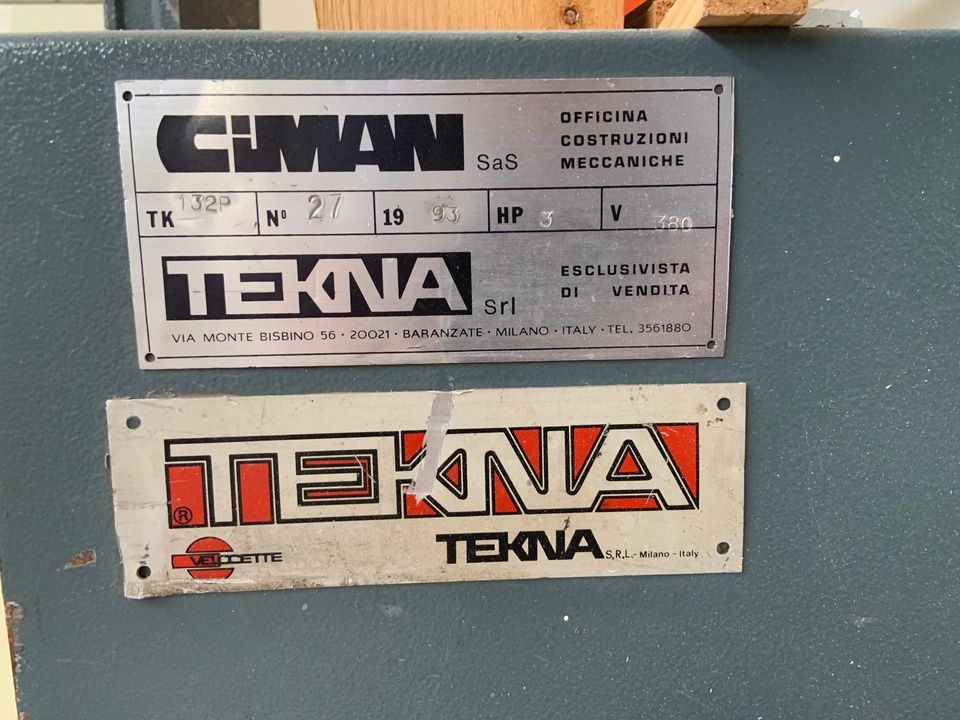 CiMAN SaS
OFFICINA
COSTRUZIONI
MECCANICHE
TK 132P N° 27 19 93 HP 3 V 380
TEKNA Srl
ESCLUSIVISTA
DI VENDITA
VIA MONTE BISBINO 56 · 20021 · BARANZATE · MILANO · ITALY · TEL. 3561880
TEKNA
®
VELOCETTE
TEKNA S.R.L. - Milano - Italy